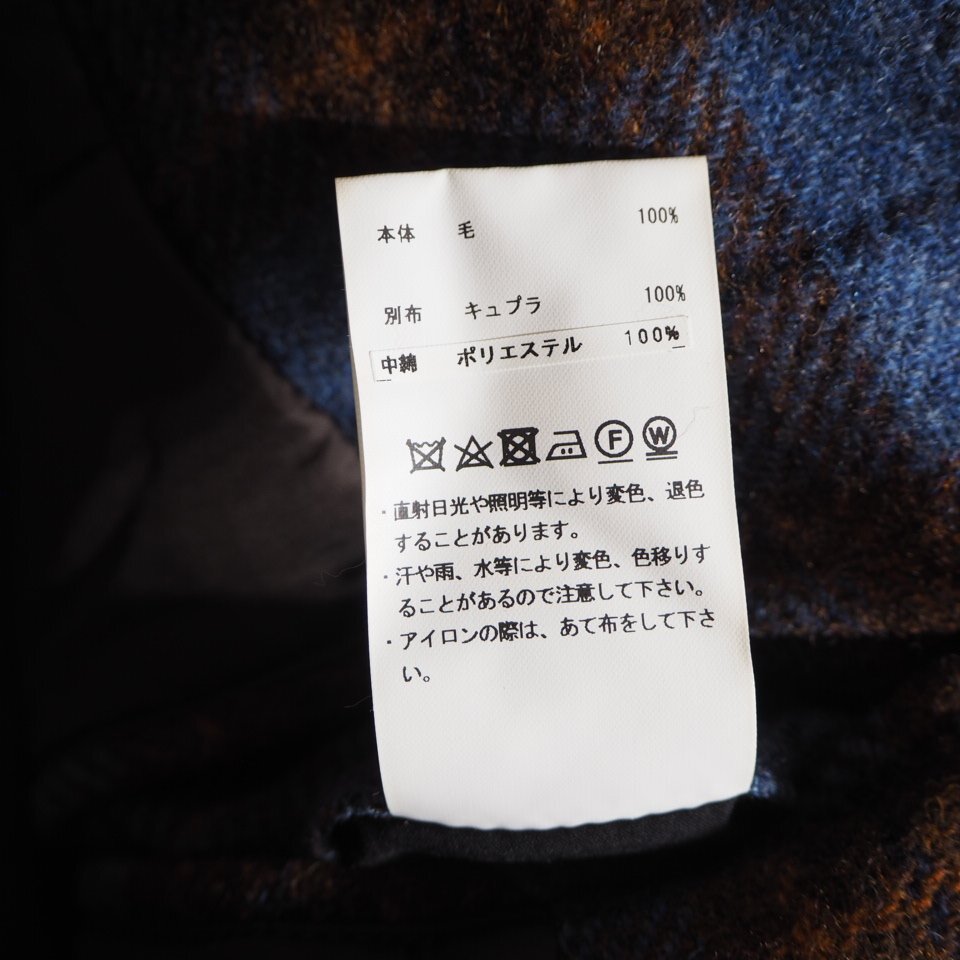 本体 毛 100%
別布 キュプラ 100%
中綿 ポリエステル 100%
F W
・直射日光や照明等により変色、退色
することがあります。
・汗や雨、水等により変色、色移りす
ることがあるので注意して下さい。
・アイロンの際は、あて布をして下さ
い。